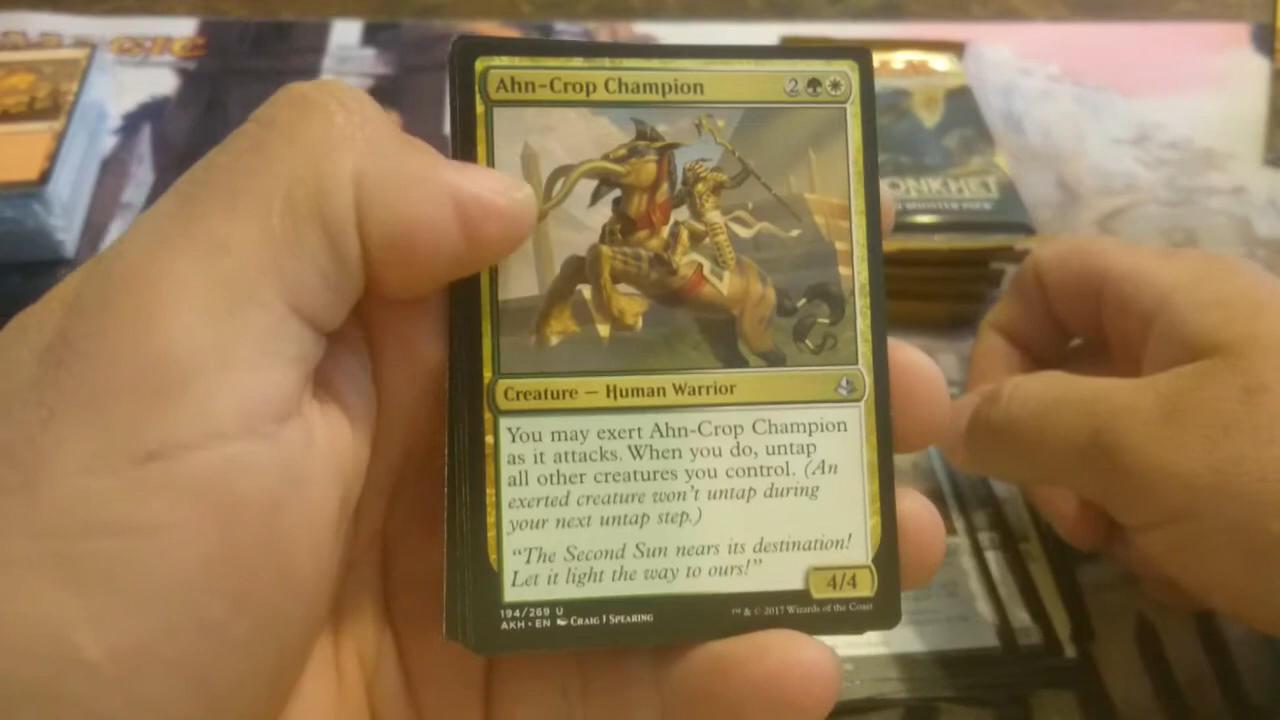 Ahn-Crop Champion 2
Creature — Human Warrior
You may exert Ahn-Crop Champion
as it attacks. When you do, untap
all other creatures you control. (An
exerted creature won't untap during
your next untap step.)
"The Second Sun nears its destination!
Let it light the way to ours!"
4/4
194/269 U
AKH • EN Craig J Spearing
™ & © 2017 Wizards of the Coast
ONKHET
BOOSTER PACK